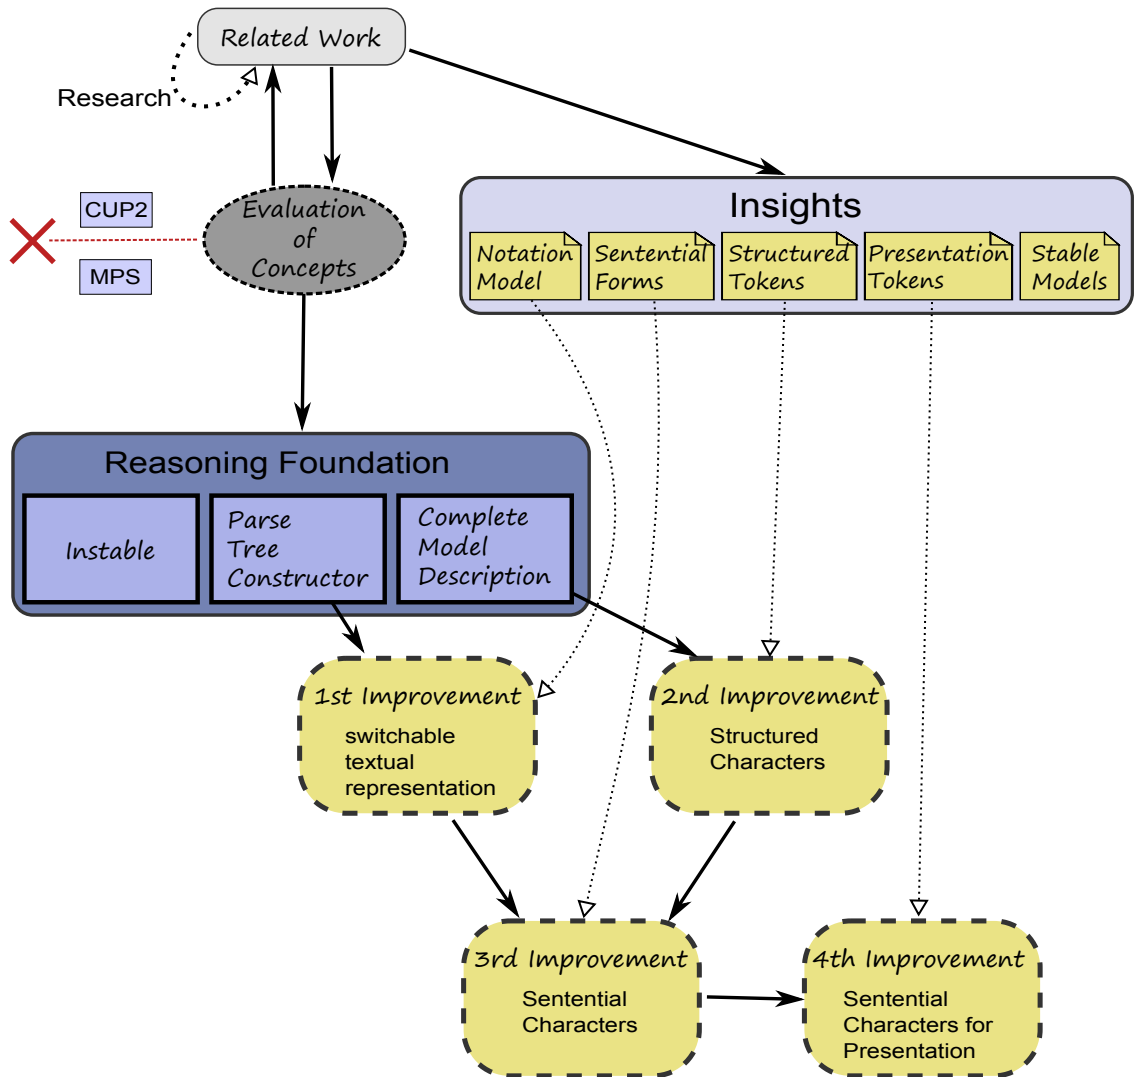 Related Work
Research
CUP2
MPS
Evaluation
of
Concepts
Insights
Notation
Model
Sentential
Forms
Structured
Tokens
Presentation
Tokens
Stable
Models
Reasoning Foundation
Instable
Parse
Tree
Constructor
Complete
Model
Description
1st Improvement
switchable
textual
representation
2nd Improvement
Structured
Characters
3rd Improvement
Sentential
Characters
4th Improvement
Sentential
Characters for
Presentation